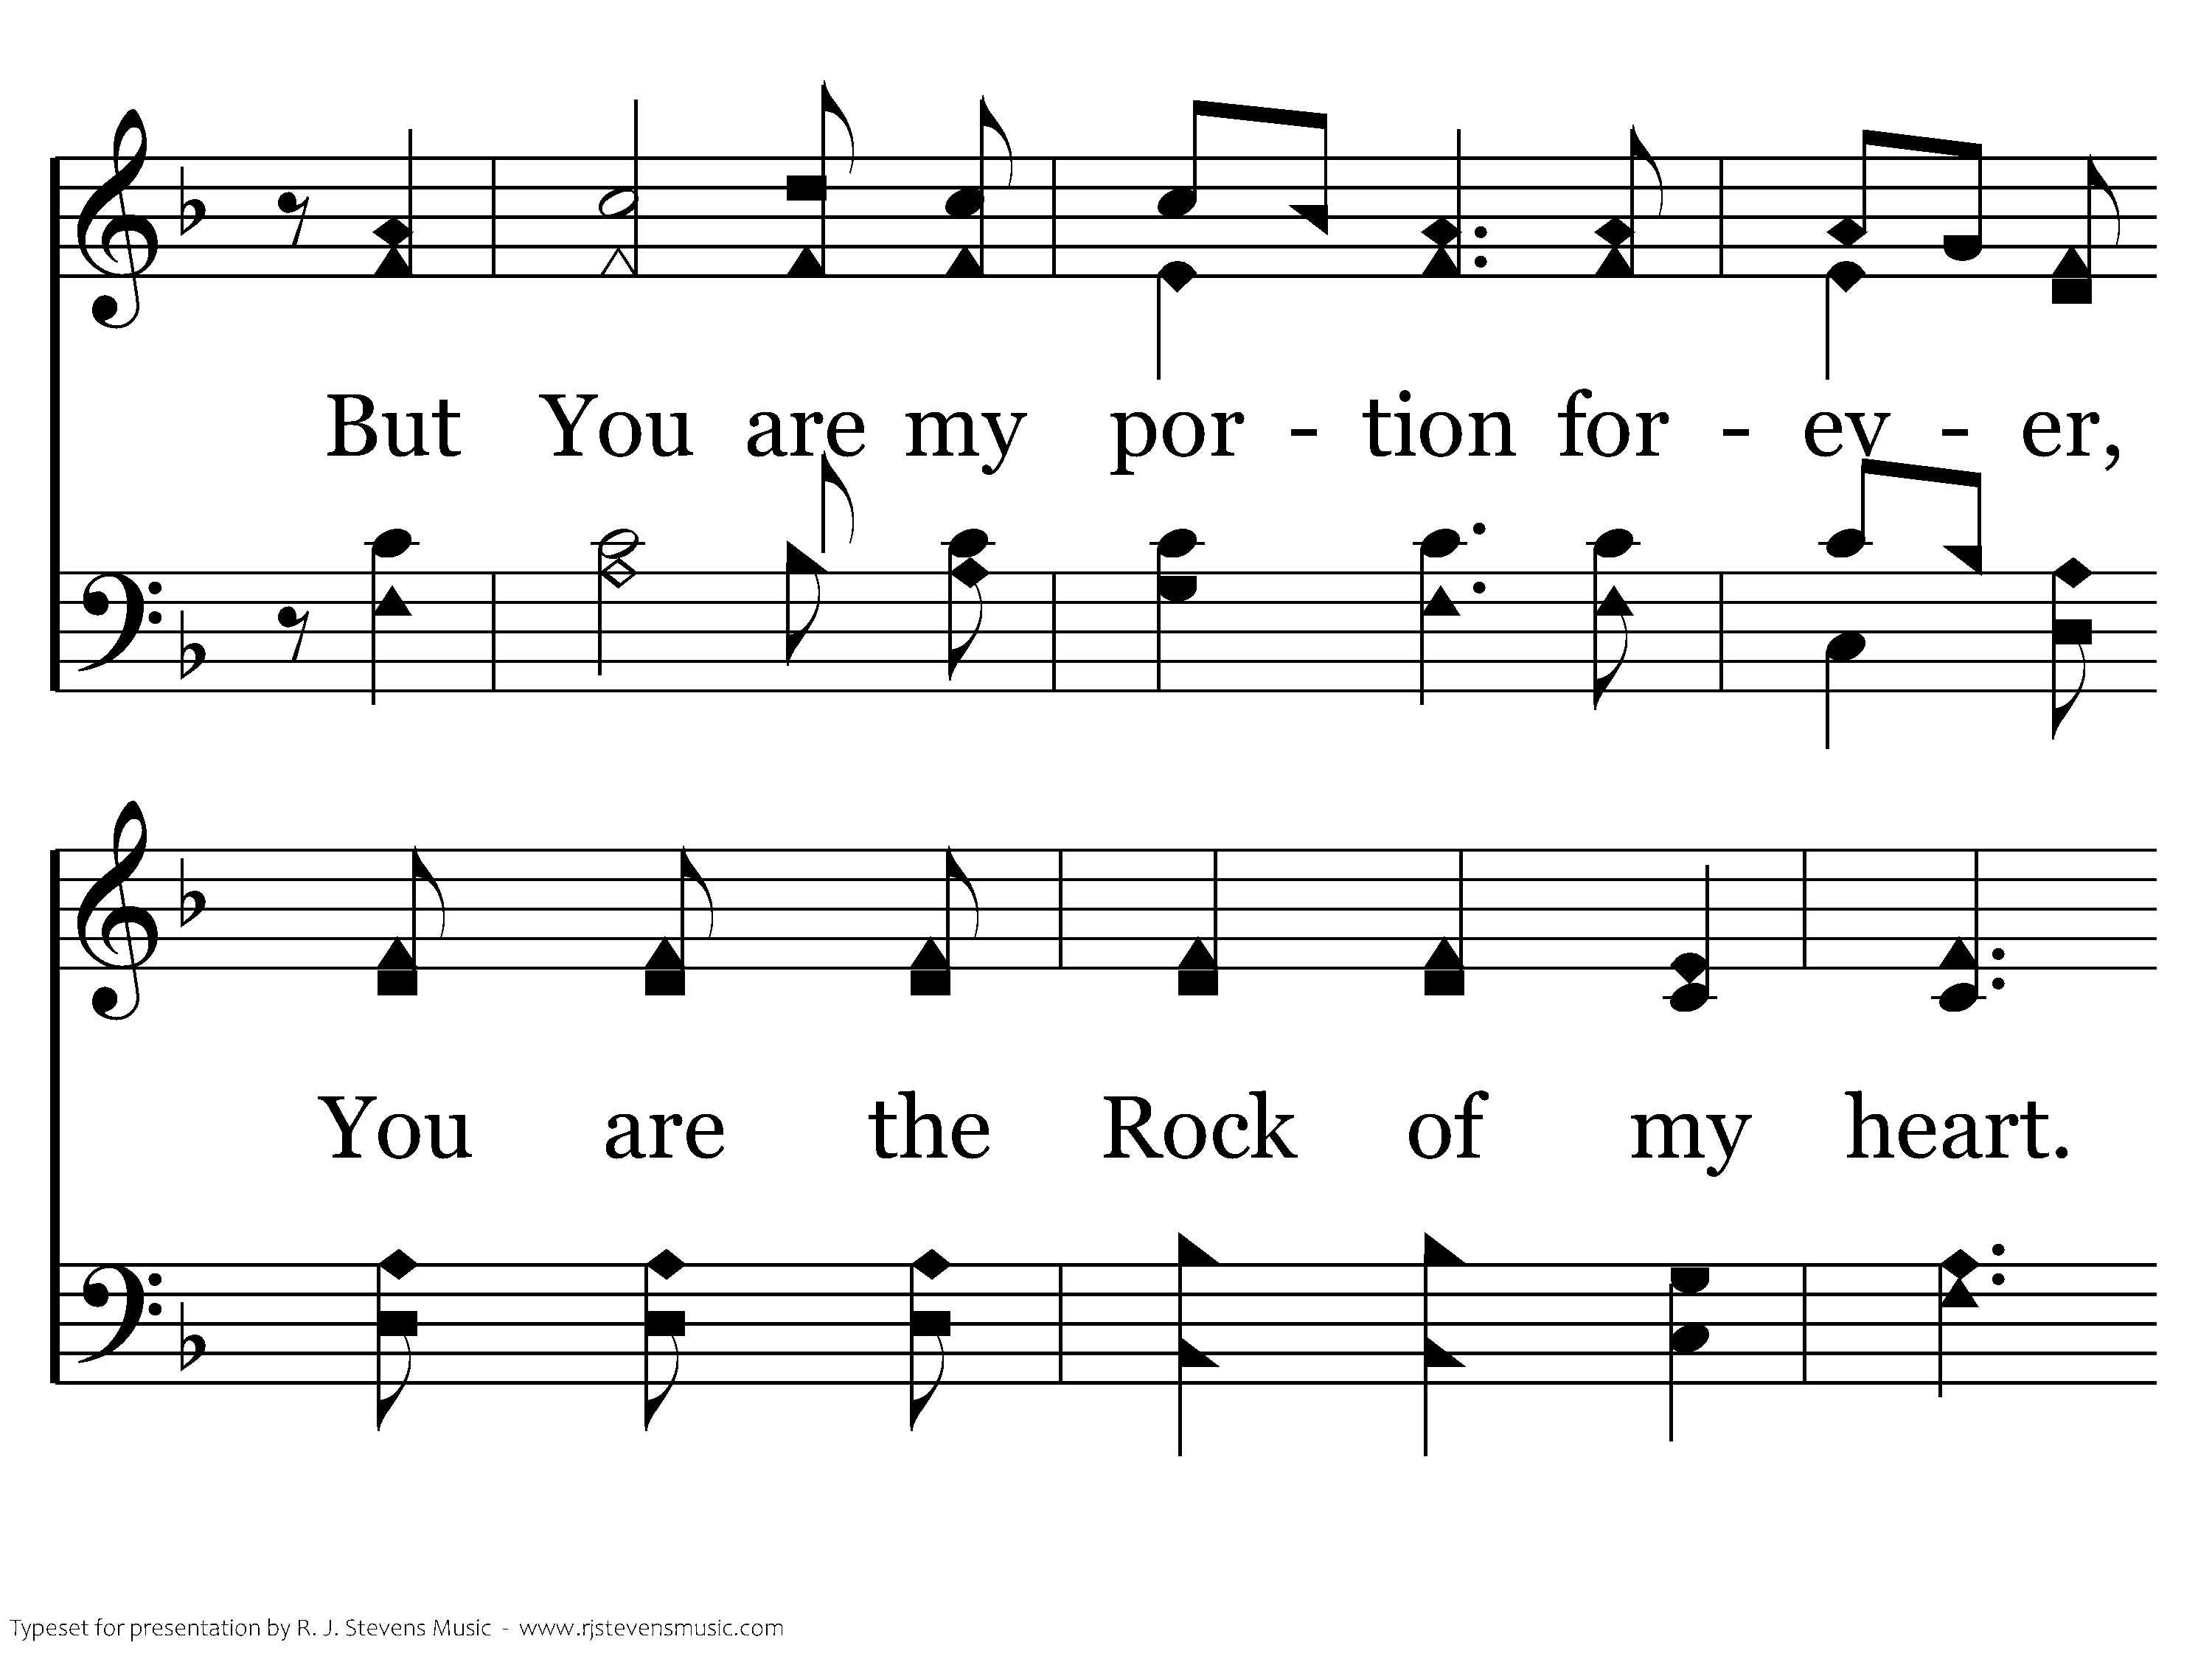 But You are my por - tion for - ev - er,
You are the Rock of my heart.
Typeset for presentation by R. J. Stevens Music - www.rjstevensmusic.com